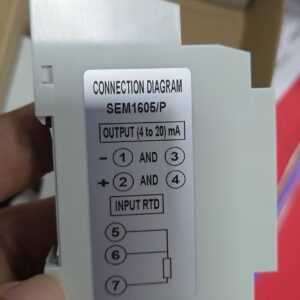 CONNECTION DIAGRAM
SEM1605/P
OUTPUT (4 to 20) mA
- 1 AND 3
+ 2 AND 4
INPUT RTD
5
6
7